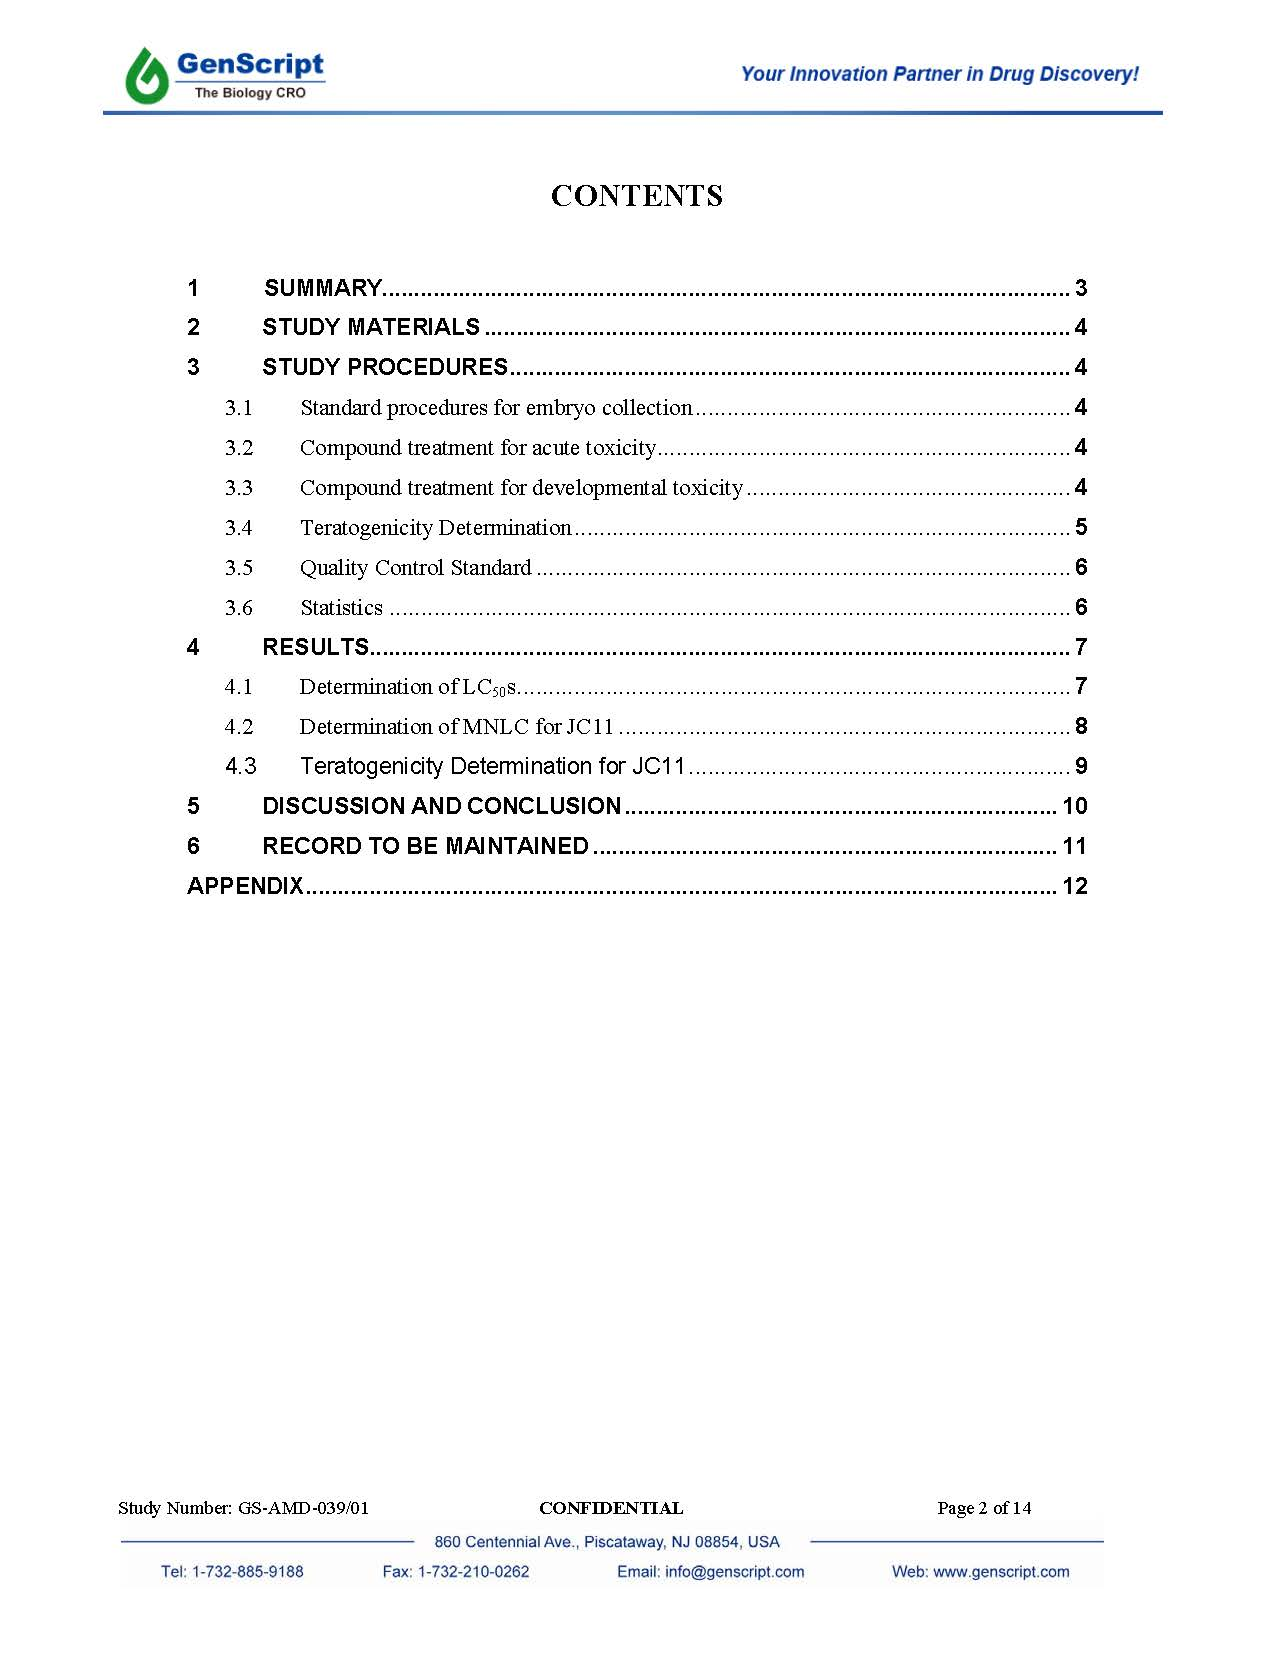 GenScript
The Biology CRO
Your Innovation Partner in Drug Discovery!
CONTENTS
1 SUMMARY.......... 3
2 STUDY MATERIALS.......... 4
3 STUDY PROCEDURES.......... 4
3.1 Standard procedures for embryo collection.......... 4
3.2 Compound treatment for acute toxicity.......... 4
3.3 Compound treatment for developmental toxicity.......... 4
3.4 Teratogenicity Determination.......... 5
3.5 Quality Control Standard.......... 6
3.6 Statistics.......... 6
4 RESULTS.......... 7
4.1 Determination of LC50s.......... 7
4.2 Determination of MNLC for JC11.......... 8
4.3 Teratogenicity Determination for JC11.......... 9
5 DISCUSSION AND CONCLUSION.......... 10
6 RECORD TO BE MAINTAINED.......... 11
APPENDIX.......... 12
Study Number: GS-AMD-039/01 CONFIDENTIAL Page 2 of 14
860 Centennial Ave., Piscataway, NJ 08854, USA
Tel: 1-732-885-9188 Fax: 1-732-210-0262 Email: info@genscript.com Web: www.genscript.com